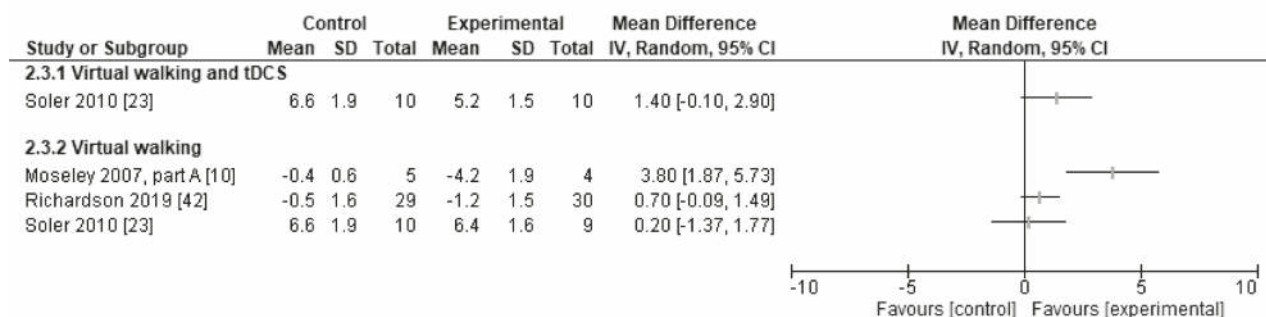 Control Experimental Mean Difference Mean Difference
Study or Subgroup Mean SD Total Mean SD Total IV, Random, 95% CI IV, Random, 95% CI
2.3.1 Virtual walking and tDCS
Soler 2010 [23] 6.6 1.9 10 5.2 1.5 10 1.40 [-0.10, 2.90]
2.3.2 Virtual walking
Moseley 2007, part A [10] -0.4 0.6 5 -4.2 1.9 4 3.80 [1.87, 5.73]
Richardson 2019 [42] -0.5 1.6 29 -1.2 1.5 30 0.70 [-0.09, 1.49]
Soler 2010 [23] 6.6 1.9 10 6.4 1.6 9 0.20 [-1.37, 1.77]
-10 -5 0 5 10
Favours [control] Favours [experimental]